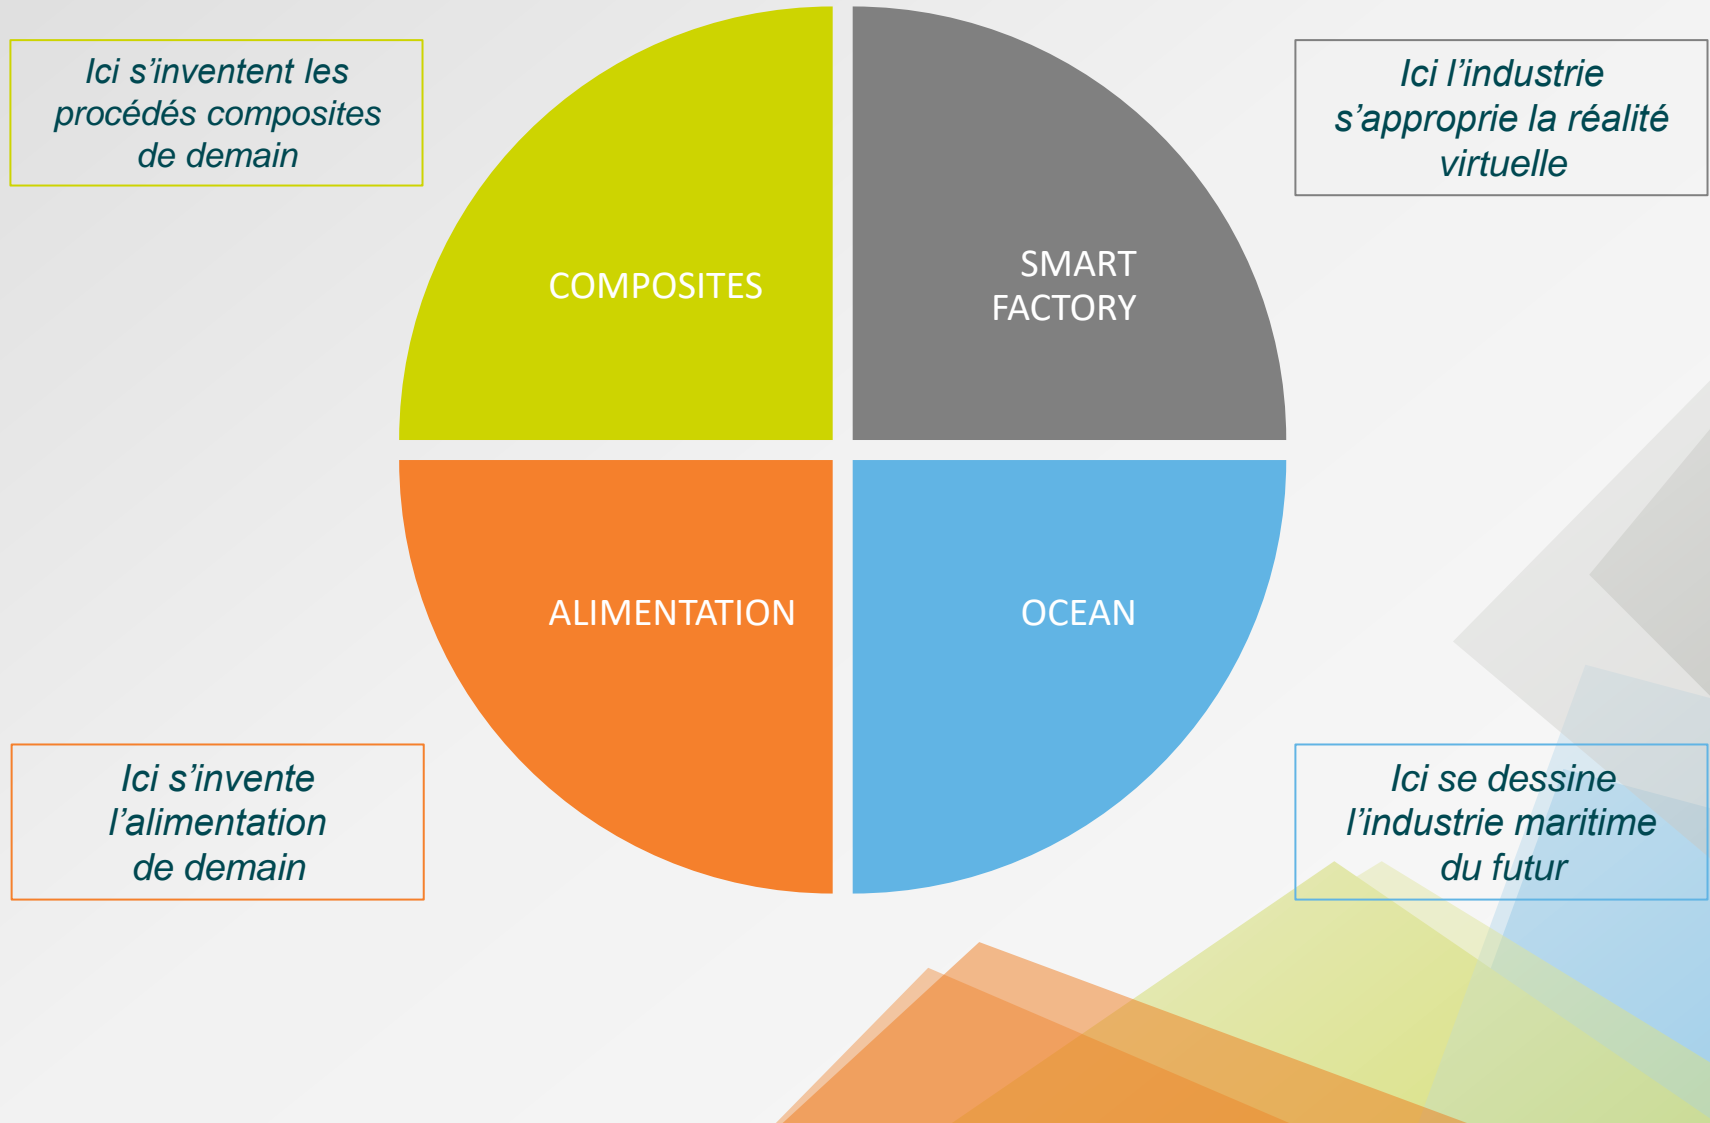 Ici s’inventent les
procédés composites
de demain
Ici l’industrie
s’approprie la réalité
virtuelle
COMPOSITES
SMART
FACTORY
ALIMENTATION
OCEAN
Ici s’invente
l’alimentation
de demain
Ici se dessine
l’industrie maritime
du futur